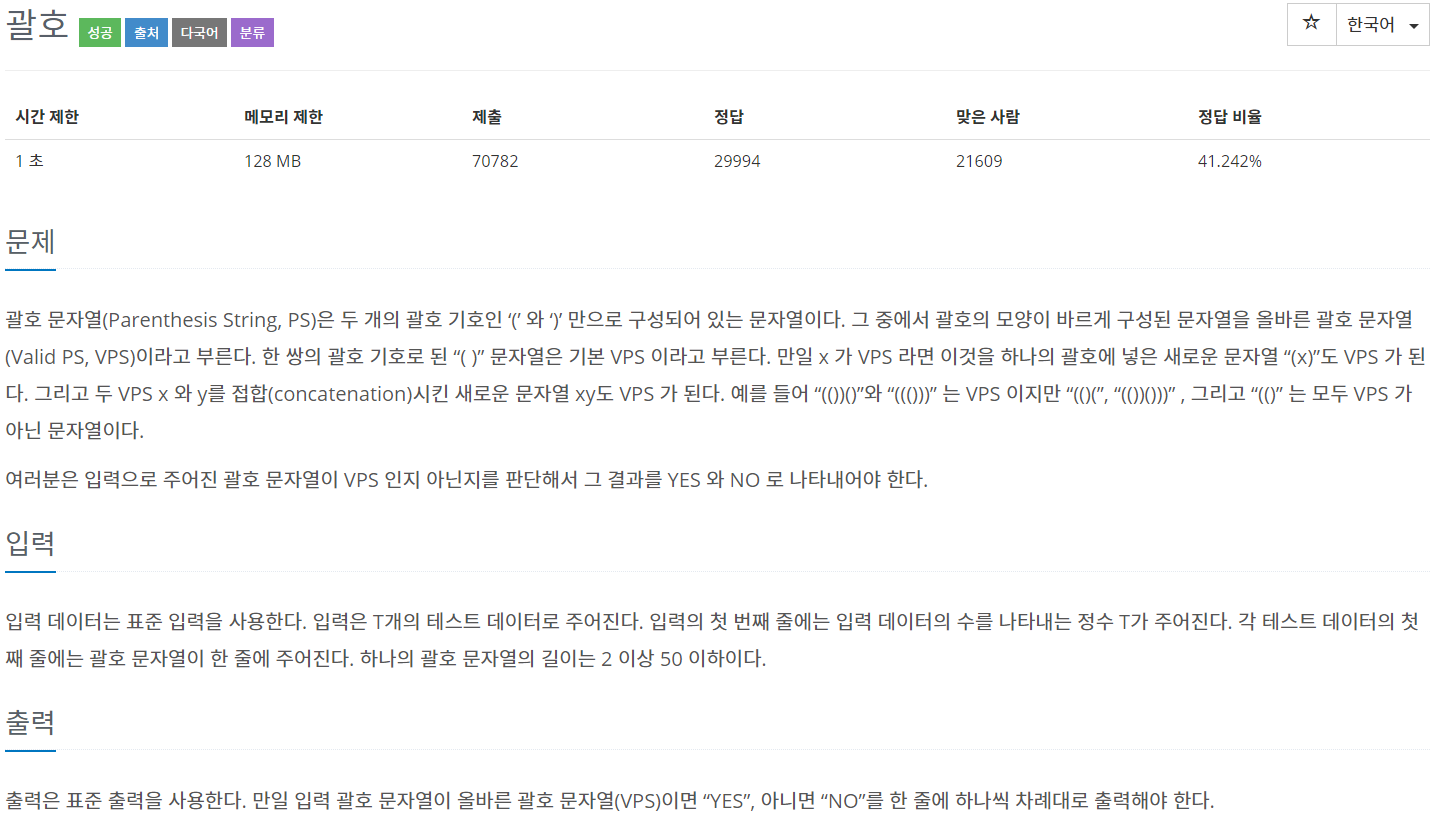 괄호 성공 출처 다국어 분류 ☆ 한국어
시간 제한 메모리 제한 제출 정답 맞은 사람 정답 비율
1 초 128 MB 70782 29994 21609 41.242%
문제
괄호 문자열(Parenthesis String, PS)은 두 개의 괄호 기호인 ‘(’ 와 ‘)’ 만으로 구성되어 있는 문자열이다. 그 중에서 괄호의 모양이 바르게 구성된 문자열을 올바른 괄호 문자열
(Valid PS, VPS)이라고 부른다. 한 쌍의 괄호 기호로 된 “( )” 문자열은 기본 VPS 이라고 부른다. 만일 x 가 VPS 라면 이것을 하나의 괄호에 넣은 새로운 문자열 “(x)”도 VPS 가 된
다. 그리고 두 VPS x 와 y를 접합(concatenation)시킨 새로운 문자열 xy도 VPS 가 된다. 예를 들어 “(())()”와 “((()))” 는 VPS 이지만 “(()(”, “(())()))” , 그리고 “(()” 는 모두 VPS 가
아닌 문자열이다.
여러분은 입력으로 주어진 괄호 문자열이 VPS 인지 아닌지를 판단해서 그 결과를 YES 와 NO 로 나타내어야 한다.
입력
입력 데이터는 표준 입력을 사용한다. 입력은 T개의 테스트 데이터로 주어진다. 입력의 첫 번째 줄에는 입력 데이터의 수를 나타내는 정수 T가 주어진다. 각 테스트 데이터의 첫
째 줄에는 괄호 문자열이 한 줄에 주어진다. 하나의 괄호 문자열의 길이는 2 이상 50 이하이다.
출력
출력은 표준 출력을 사용한다. 만일 입력 괄호 문자열이 올바른 괄호 문자열(VPS)이면 “YES”, 아니면 “NO”를 한 줄에 하나씩 차례대로 출력해야 한다.